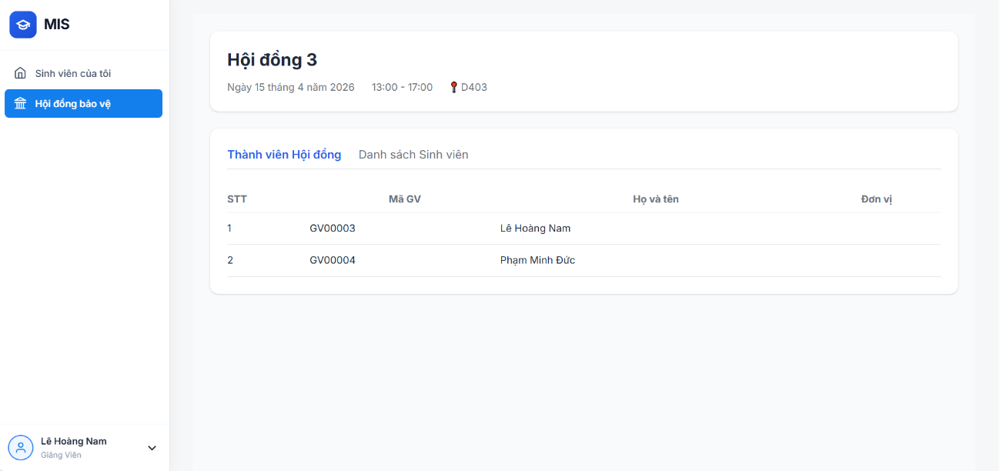 MIS
Sinh viên của tôi
Hội đồng bảo vệ
Hội đồng 3
Ngày 15 tháng 4 năm 2026 13:00 - 17:00 📍 D403
Thành viên Hội đồng Danh sách Sinh viên
STT Mã GV Họ và tên Đơn vị
1 GV00003 Lê Hoàng Nam
2 GV00004 Phạm Minh Đức
Lê Hoàng Nam
Giảng Viên